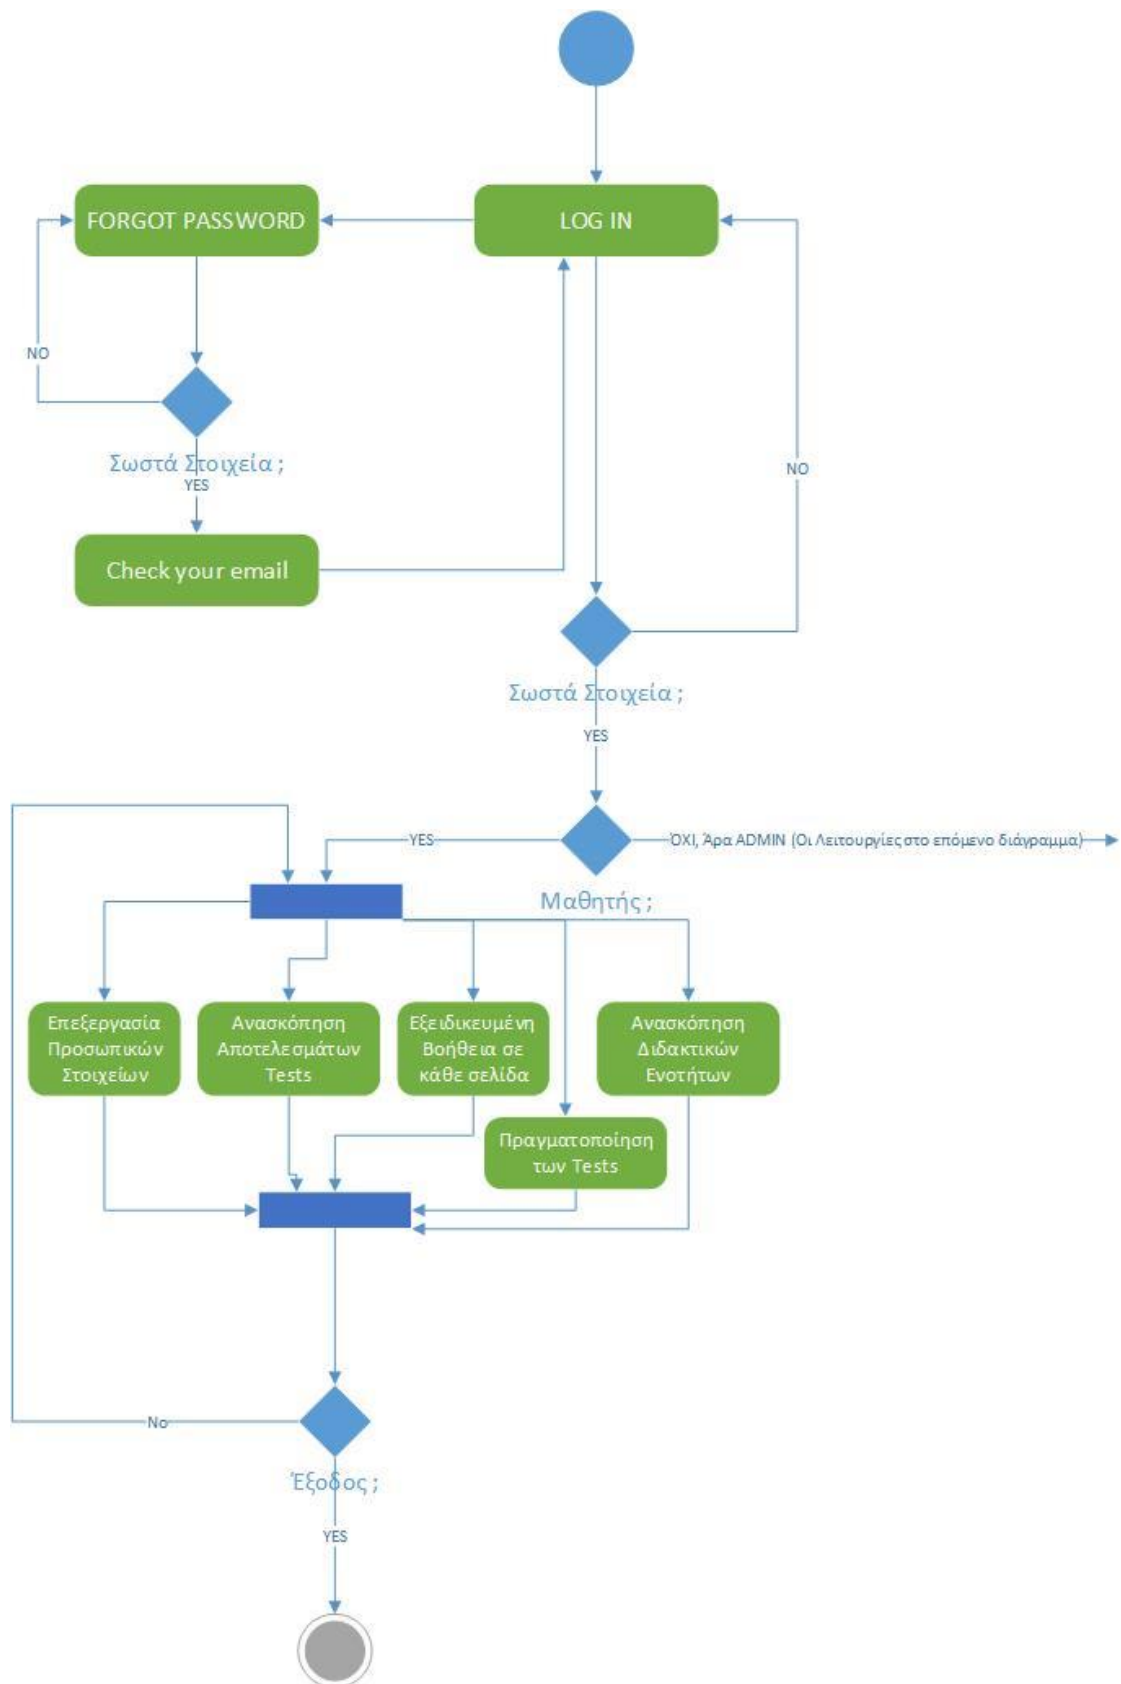 FORGOT PASSWORD
LOG IN
NO
Σωστά Στοιχεία ;
YES
NO
Check your email
Σωστά Στοιχεία ;
YES
YES
ΌΧΙ, Άρα ADMIN (Οι Λειτουργίες στο επόμενο διάγραμμα)
Μαθητής ;
Επεξεργασία
Προσωπικών
Στοιχείων
Ανασκόπηση
Αποτελεσμάτων
Tests
Εξειδικευμένη
Βοήθεια σε
κάθε σελίδα
Ανασκόπηση
Διδακτικών
Ενοτήτων
Πραγματοποίηση
των Tests
No
Έξοδος ;
YES